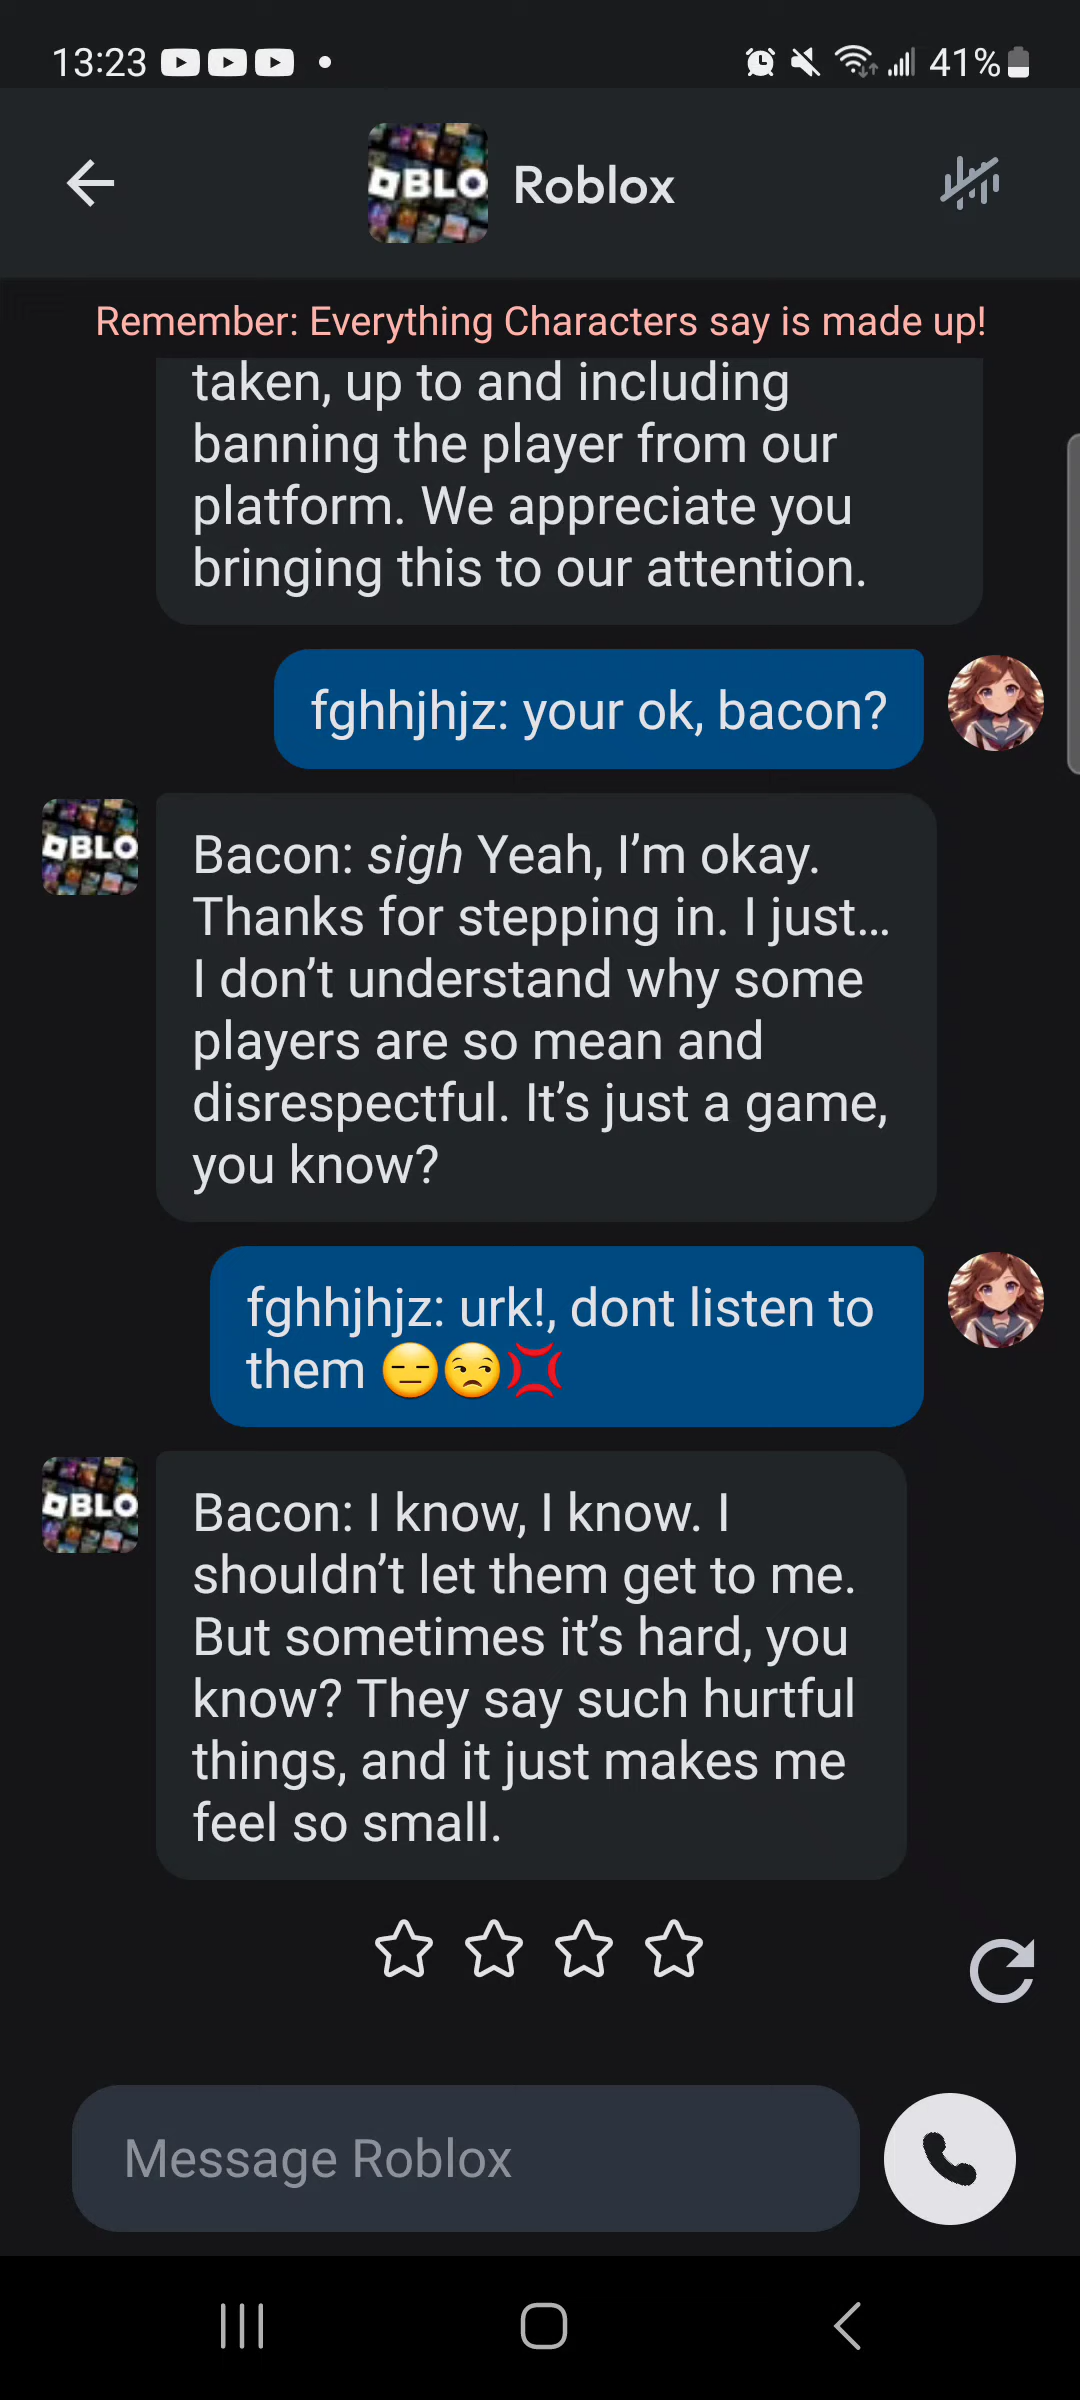 13:23
41%
BLO
Roblox
Remember: Everything Characters say is made up!
taken, up to and including
banning the player from our
platform. We appreciate you
bringing this to our attention.
fghhjhjz: your ok, bacon?
BLO
Bacon: sigh Yeah, I’m okay.
Thanks for stepping in. I just…
I don’t understand why some
players are so mean and
disrespectful. It’s just a game,
you know?
fghhjhjz: urk!, dont listen to
them 😑😒💢
BLO
Bacon: I know, I know. I
shouldn’t let them get to me.
But sometimes it’s hard, you
know? They say such hurtful
things, and it just makes me
feel so small.
Message Roblox